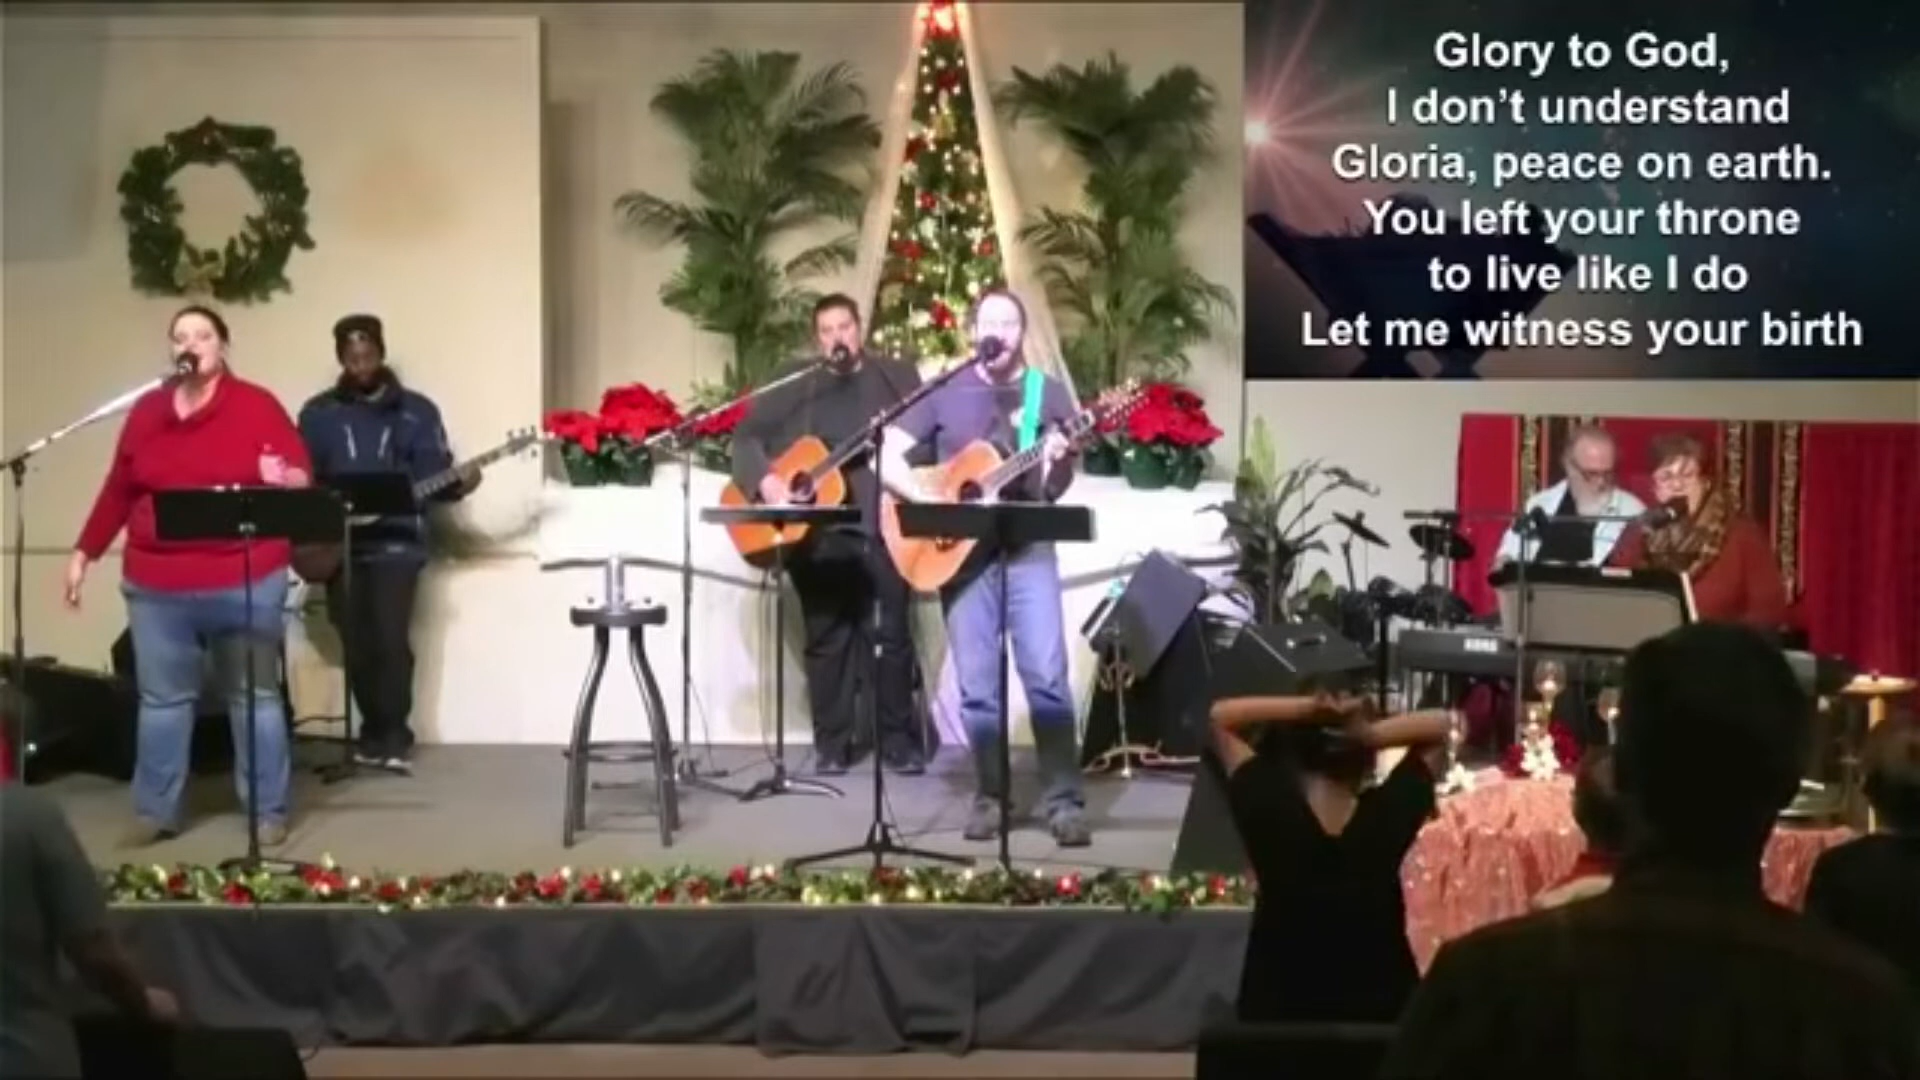 Glory to God,
I don't understand
Gloria, peace on earth.
You left your throne
to live like I do
Let me witness your birth
KORG